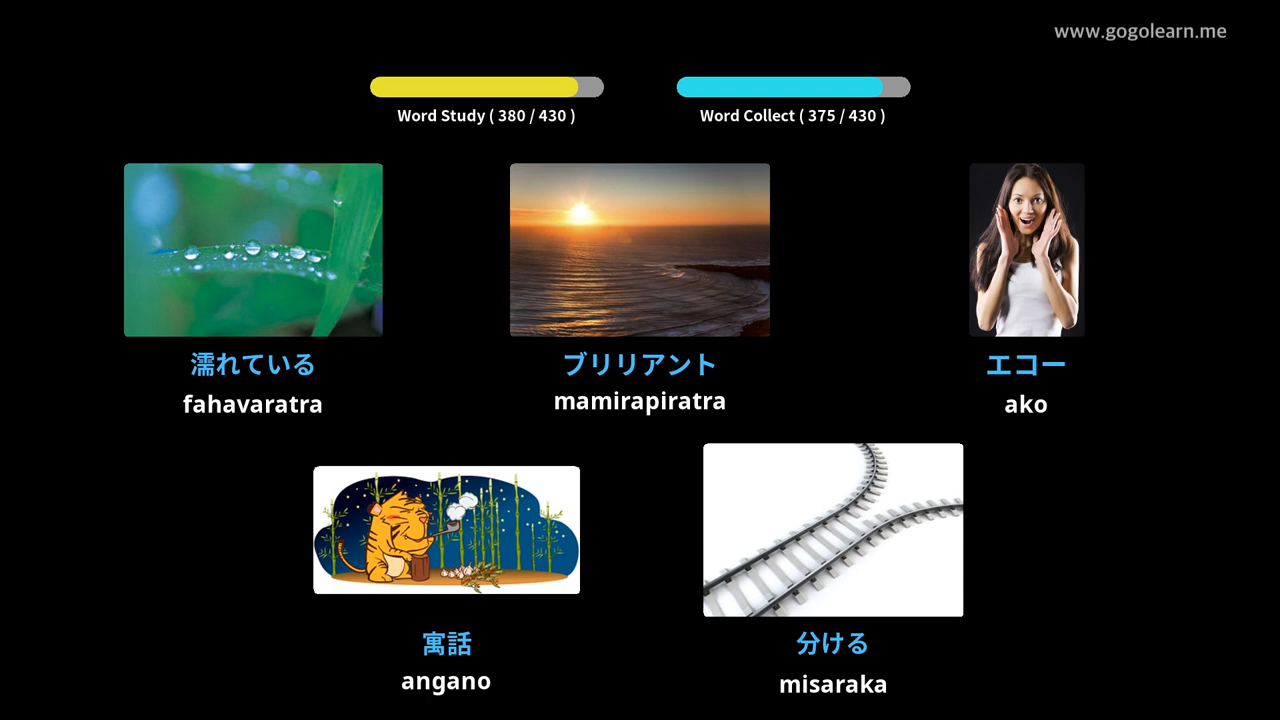 www.gogolearn.me
Word Study ( 380 / 430 )
Word Collect ( 375 / 430 )
濡れている
fahavaratra
ブリリアント
mamirapiratra
エコー
ako
寓話
angano
分ける
misaraka